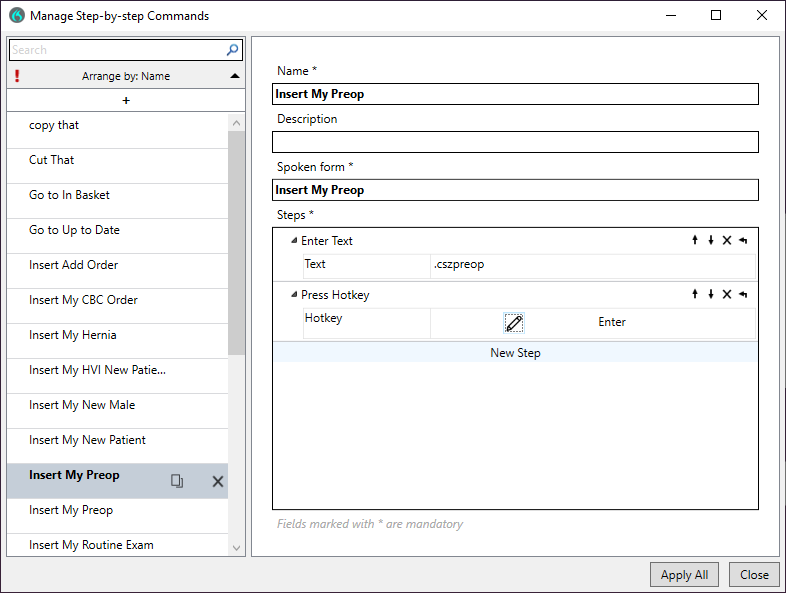 Manage Step-by-step Commands
Search
Arrange by: Name
+
copy that
Cut That
Go to In Basket
Go to Up to Date
Insert Add Order
Insert My CBC Order
Insert My Hernia
Insert My HVI New Patie...
Insert My New Male
Insert My New Patient
Insert My Preop
Insert My Preop
Insert My Routine Exam
Name *
Insert My Preop
Description
Spoken form *
Insert My Preop
Steps *
Enter Text
Text .cszpreop
Press Hotkey
Hotkey Enter
New Step
Fields marked with * are mandatory
Apply All Close